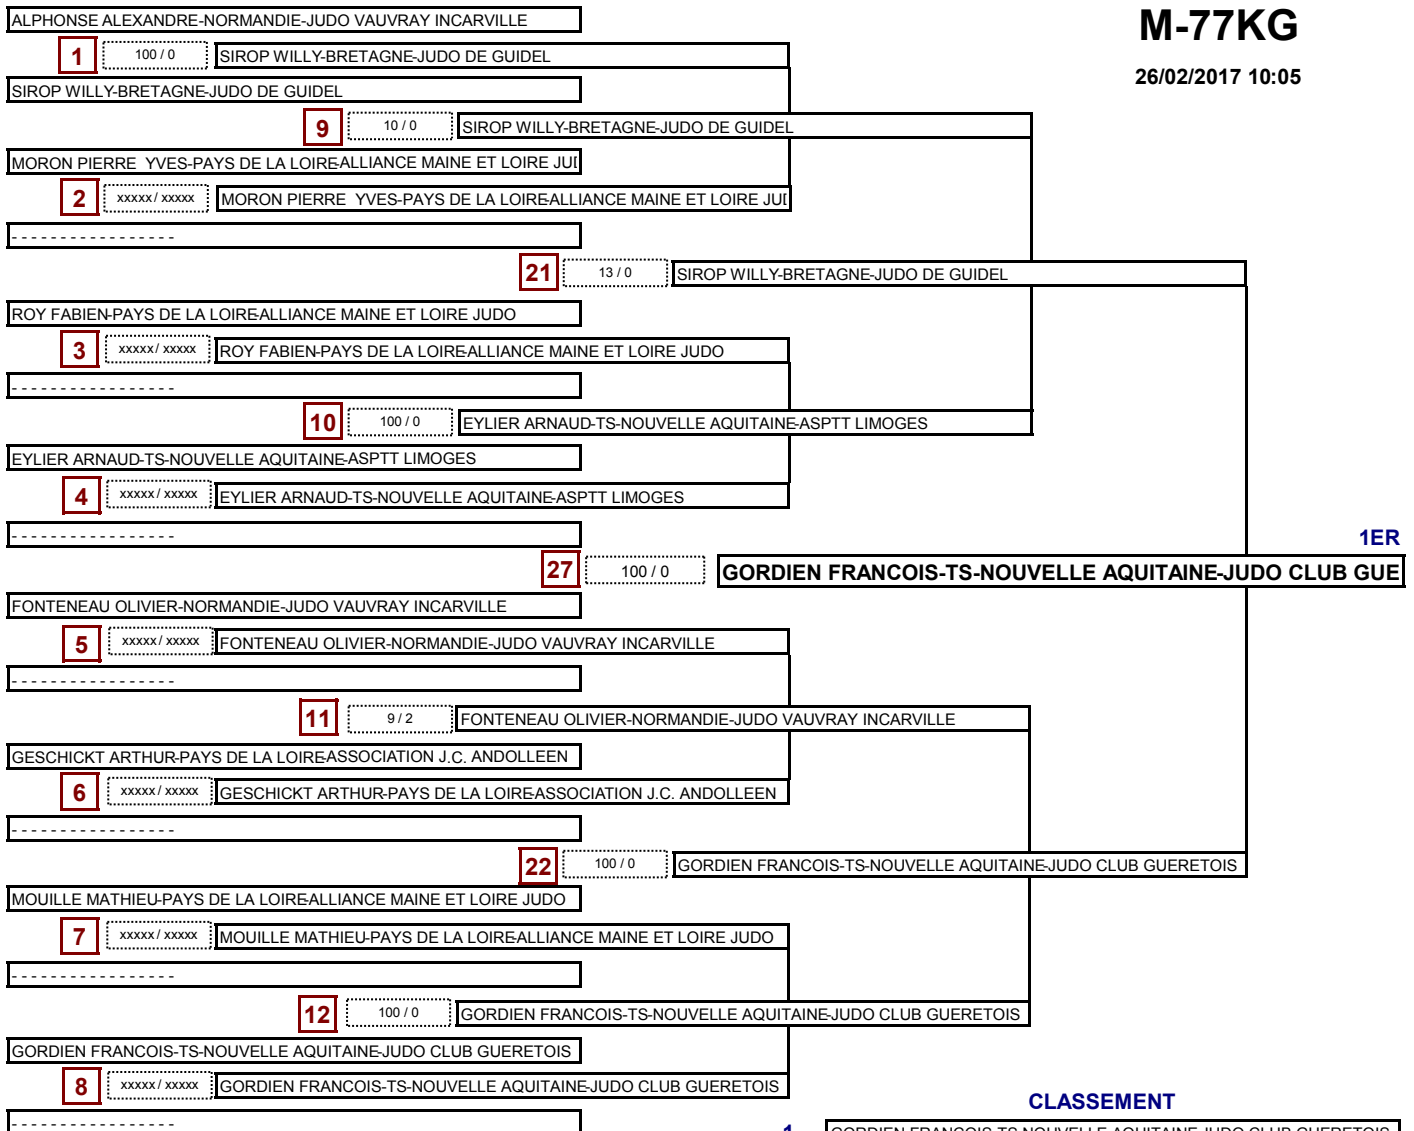 ALPHONSE ALEXANDRE-NORMANDIE-JUDO VAUVRAY INCARVILLE
M-77KG
1 100 / 0 SIROP WILLY-BRETAGNE-JUDO DE GUIDEL
26/02/2017 10:05
SIROP WILLY-BRETAGNE-JUDO DE GUIDEL
9 10 / 0 SIROP WILLY-BRETAGNE-JUDO DE GUIDEL
MORON PIERRE YVES-PAYS DE LA LOIRE-ALLIANCE MAINE ET LOIRE JUD
2 xxxxx / xxxxx MORON PIERRE YVES-PAYS DE LA LOIRE-ALLIANCE MAINE ET LOIRE JUD
- - - - - - - - - - - - - - - - -
21 13 / 0 SIROP WILLY-BRETAGNE-JUDO DE GUIDEL
ROY FABIEN-PAYS DE LA LOIRE-ALLIANCE MAINE ET LOIRE JUDO
3 xxxxx / xxxxx ROY FABIEN-PAYS DE LA LOIRE-ALLIANCE MAINE ET LOIRE JUDO
- - - - - - - - - - - - - - - - -
10 100 / 0 EYLIER ARNAUD-TS-NOUVELLE AQUITAINE-ASPTT LIMOGES
EYLIER ARNAUD-TS-NOUVELLE AQUITAINE-ASPTT LIMOGES
4 xxxxx / xxxxx EYLIER ARNAUD-TS-NOUVELLE AQUITAINE-ASPTT LIMOGES
- - - - - - - - - - - - - - - - -
1ER
27 100 / 0 GORDIEN FRANCOIS-TS-NOUVELLE AQUITAINE-JUDO CLUB GUE
FONTENEAU OLIVIER-NORMANDIE-JUDO VAUVRAY INCARVILLE
5 xxxxx / xxxxx FONTENEAU OLIVIER-NORMANDIE-JUDO VAUVRAY INCARVILLE
- - - - - - - - - - - - - - - - -
11 9 / 2 FONTENEAU OLIVIER-NORMANDIE-JUDO VAUVRAY INCARVILLE
GESCHICKT ARTHUR-PAYS DE LA LOIRE-ASSOCIATION J.C. ANDOLLEEN
6 xxxxx / xxxxx GESCHICKT ARTHUR-PAYS DE LA LOIRE-ASSOCIATION J.C. ANDOLLEEN
- - - - - - - - - - - - - - - - -
22 100 / 0 GORDIEN FRANCOIS-TS-NOUVELLE AQUITAINE-JUDO CLUB GUERETOIS
MOUILLE MATHIEU-PAYS DE LA LOIRE-ALLIANCE MAINE ET LOIRE JUDO
7 xxxxx / xxxxx MOUILLE MATHIEU-PAYS DE LA LOIRE-ALLIANCE MAINE ET LOIRE JUDO
- - - - - - - - - - - - - - - - -
12 100 / 0 GORDIEN FRANCOIS-TS-NOUVELLE AQUITAINE-JUDO CLUB GUERETOIS
GORDIEN FRANCOIS-TS-NOUVELLE AQUITAINE-JUDO CLUB GUERETOIS
8 xxxxx / xxxxx GORDIEN FRANCOIS-TS-NOUVELLE AQUITAINE-JUDO CLUB GUERETOIS
CLASSEMENT
- - - - - - - - - - - - - - - - -
1 GORDIEN FRANCOIS-TS-NOUVELLE AQUITAINE-JUDO CLUB GUERETOIS